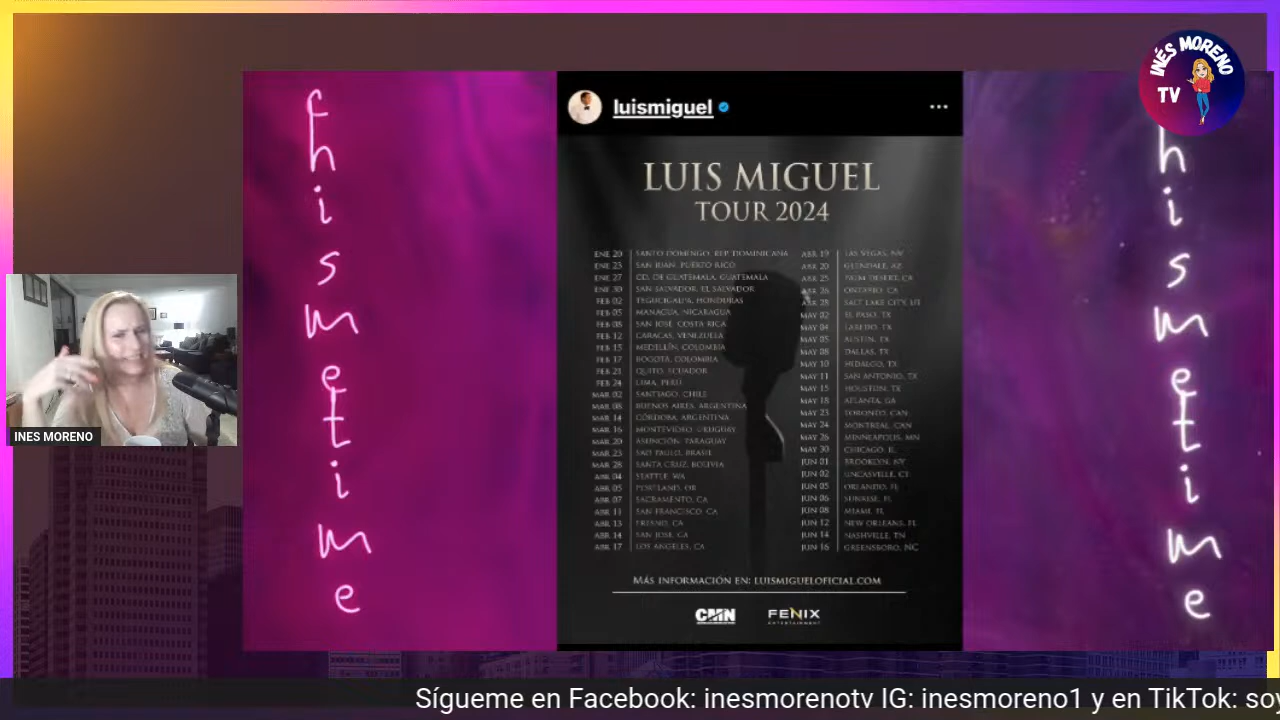 INÉS MORENO
TV
chismetime
luismiguel
LUIS MIGUEL
TOUR 2024
ENE 20 SANTO DOMINGO, REP DOMINICANA
ENE 23 SAN JUAN, PUERTO RICO
ENE 27 CD. DE GUATEMALA, GUATEMALA
ENE 30 SAN SALVADOR, EL SALVADOR
FEB 02 TEGUCIGALPA, HONDURAS
FEB 05 MANAGUA, NICARAGUA
FEB 08 SAN JOSÉ, COSTA RICA
FEB 12 CARACAS, VENEZUELA
FEB 15 MEDELLÍN, COLOMBIA
FEB 17 BOGOTÁ, COLOMBIA
FEB 21 QUITO, ECUADOR
FEB 24 LIMA, PERÚ
MAR 02 SANTIAGO, CHILE
MAR 08 BUENOS AIRES, ARGENTINA
MAR 14 CÓRDOBA, ARGENTINA
MAR 16 MONTEVIDEO, URUGUAY
MAR 20 ASUNCIÓN, PARAGUAY
MAR 23 SAO PAULO, BRASIL
MAR 28 SANTA CRUZ, BOLIVIA
ABR 04 SEATTLE, WA
ABR 05 PORTLAND, OR
ABR 07 SACRAMENTO, CA
ABR 11 SAN FRANCISCO, CA
ABR 13 FRESNO, CA
ABR 14 SAN JOSE, CA
ABR 17 LOS ANGELES, CA
ABR 19 LAS VEGAS, NV
ABR 20 GLENDALE, AZ
ABR 25 PALM DESERT, CA
ABR 26 ONTARIO, CA
ABR 28 SALT LAKE CITY, UT
MAY 02 EL PASO, TX
MAY 04 LAREDO, TX
MAY 05 AUSTIN, TX
MAY 08 DALLAS, TX
MAY 10 HIDALGO, TX
MAY 11 SAN ANTONIO, TX
MAY 15 HOUSTON, TX
MAY 18 ATLANTA, GA
MAY 23 TORONTO, CAN
MAY 24 MONTREAL, CAN
MAY 26 MINNEAPOLIS, MN
MAY 30 CHICAGO, IL
JUN 01 BROOKLYN, NY
JUN 02 UNCASVILLE, CT
JUN 05 ORLANDO, FL
JUN 06 SUNRISE, FL
JUN 08 MIAMI, FL
JUN 12 NEW ORLEANS, FL
JUN 14 NASHVILLE, TN
JUN 16 GREENSBORO, NC
MÁS INFORMACIÓN EN: LUISMIGUELOFICIAL.COM
CMN
FENIX
ENTERTAINMENT
himetime
INES MORENO
Sígueme en Facebook: inesmorenotv IG: inesmoreno1 y en TikTok: soy